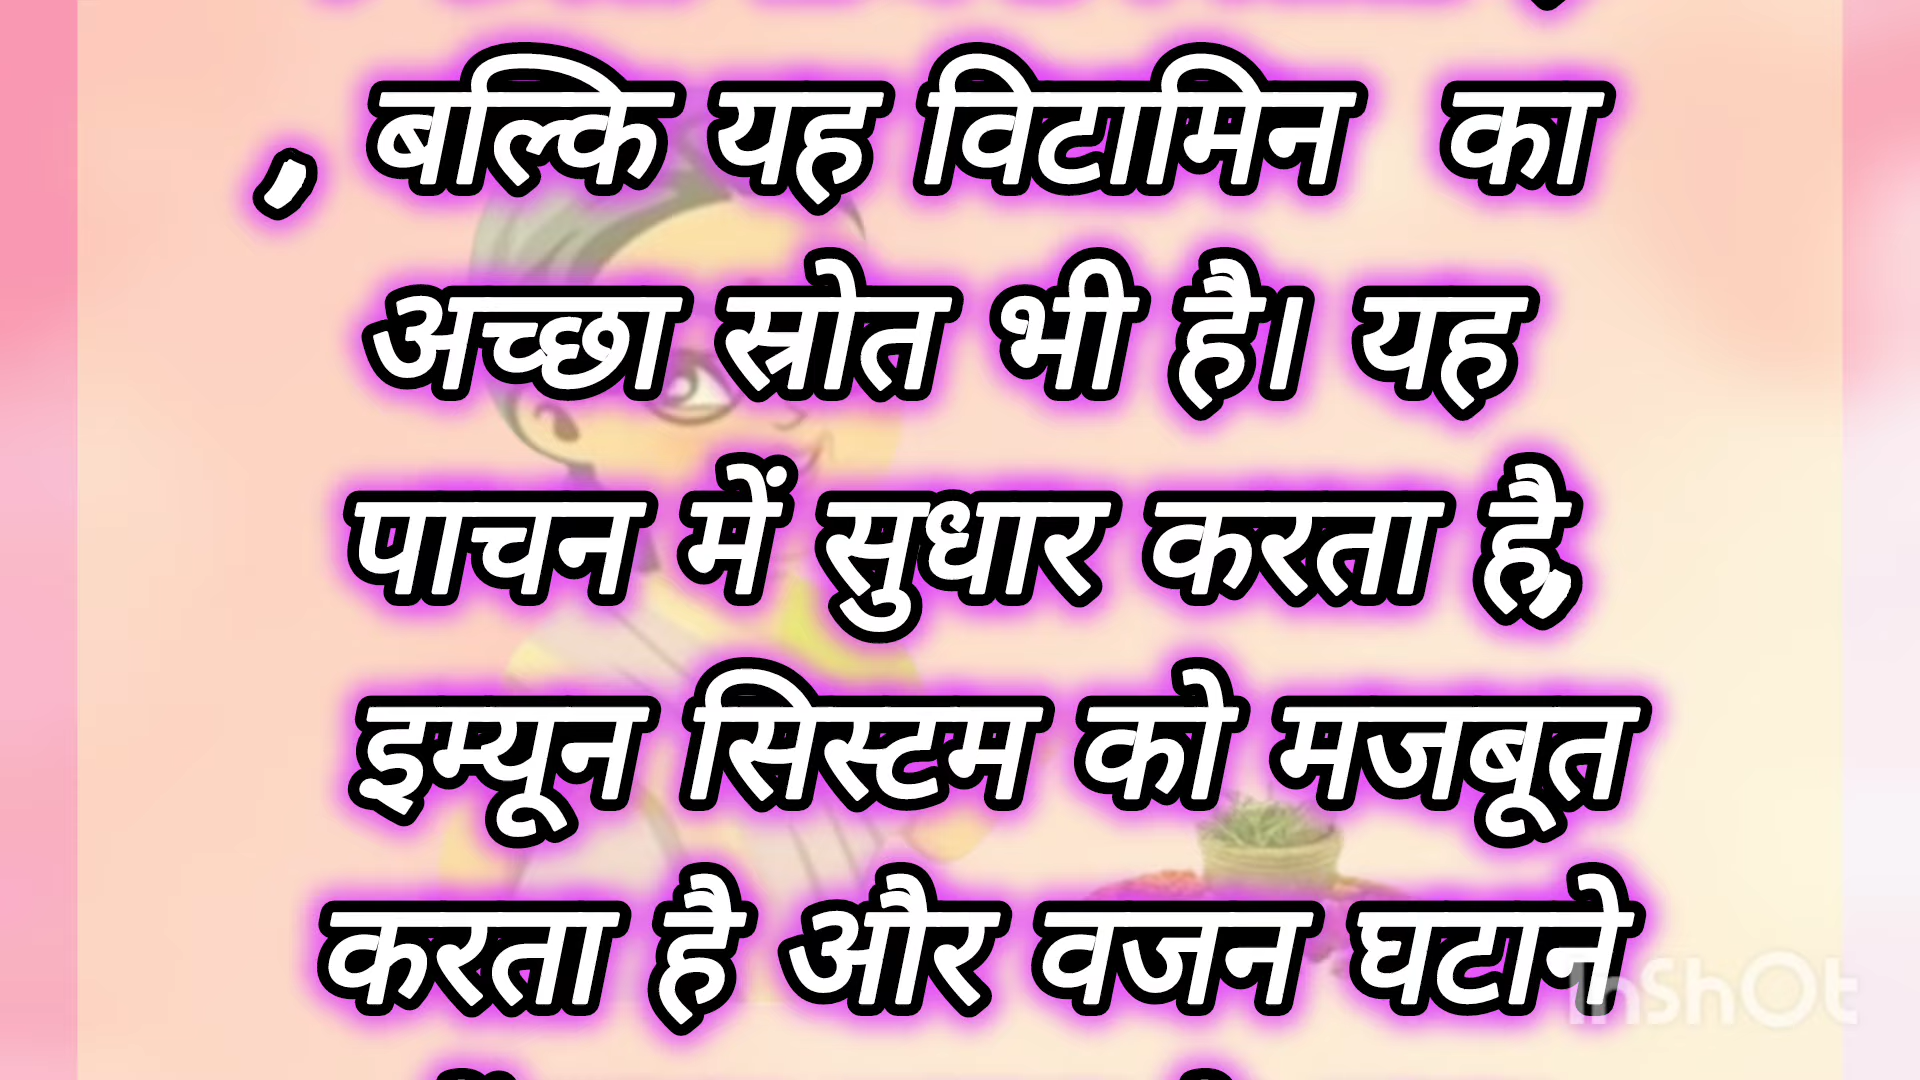 , बल्कि यह विटामिन का
अच्छा स्रोत भी है। यह
पाचन में सुधार करता है,
इम्यून सिस्टम को मजबूत
करता है और वजन घटाने
InShOt